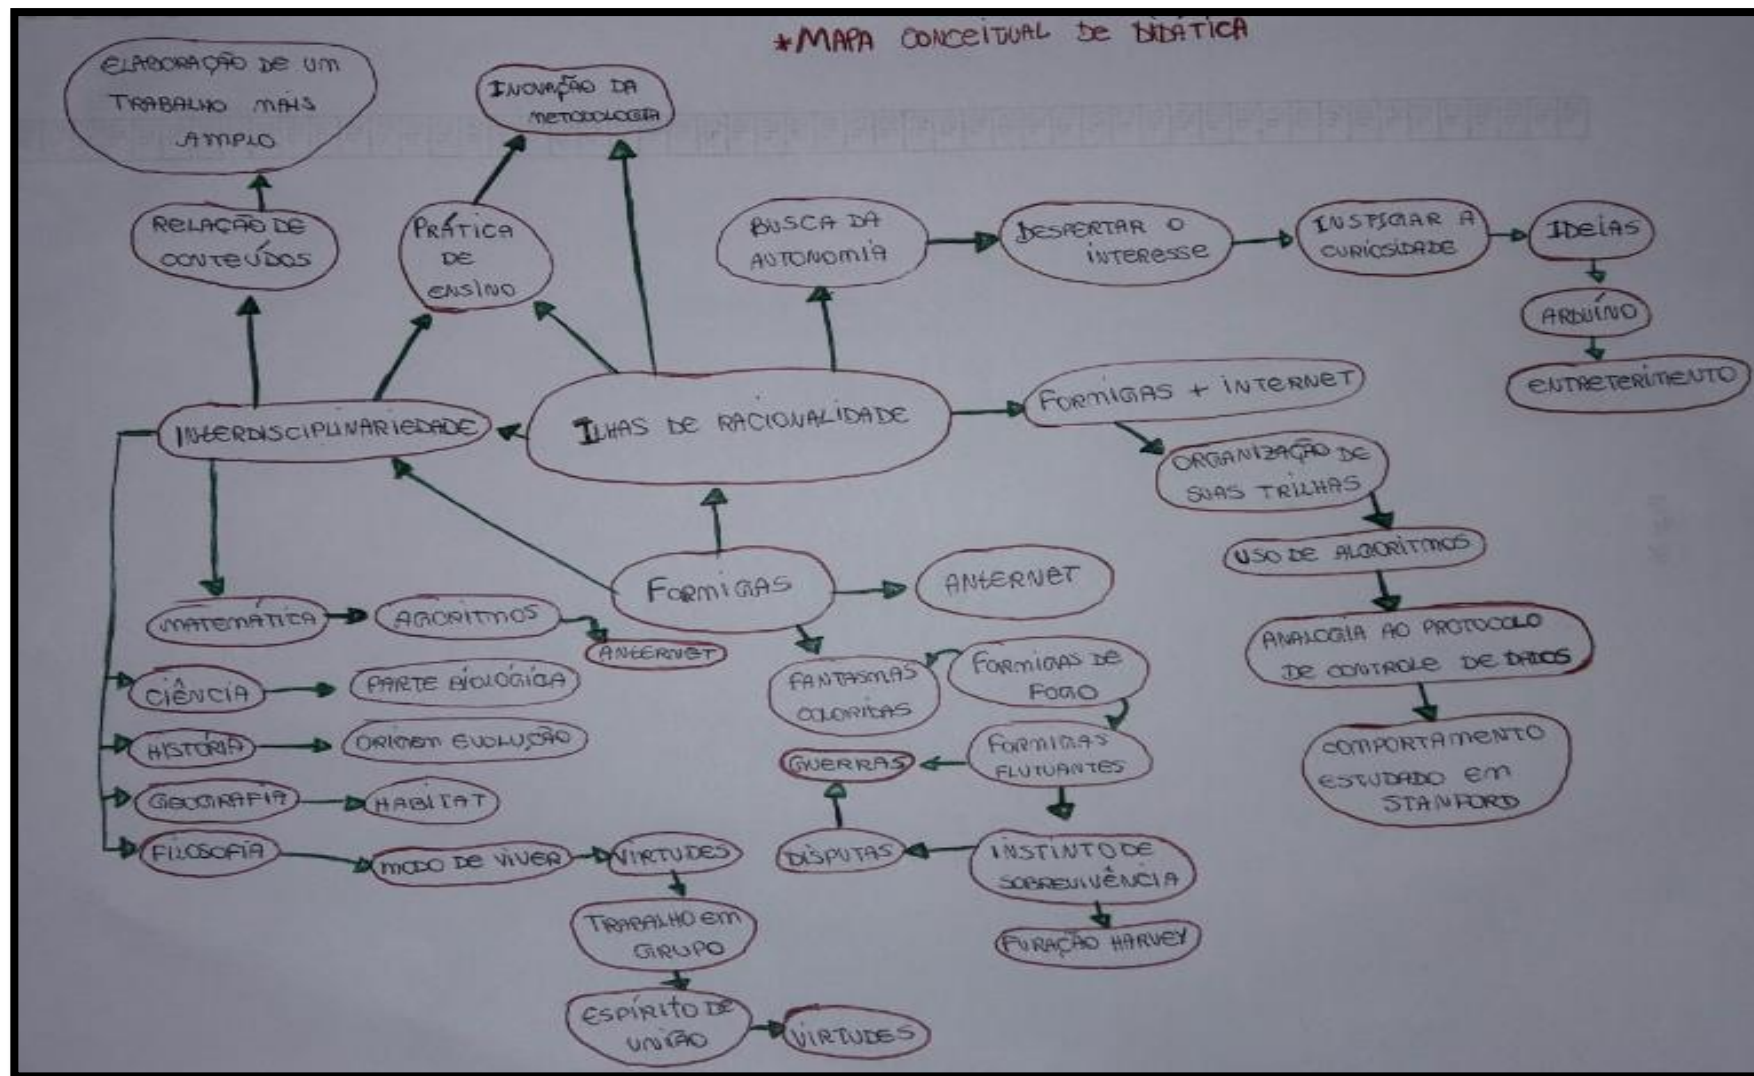 *MAPA CONCEITUAL DE DIDÁTICA
ELABORAÇÃO DE UM
TRABALHO MAIS
AMPLO
INOVAÇÃO DA
METODOLOGIA
RELAÇÃO DE
CONTEÚDOS
PRÁTICA
DE
ENSINO
BUSCA DA
AUTONOMIA
DESPERTAR O
INTERESSE
INSTIGAR A
CURIOSIDADE
IDEIAS
ARDUÍNO
ENTRETERIMENTO
INTERDISCIPLINARIEDADE
ILHAS DE RACIONALIDADE
FORMIGAS + INTERNET
ORGANIZAÇÃO DE
SUAS TRILHAS
USO DE ALGORITMOS
ANALOGIA AO PROTOCOLO
DE CONTROLE DE DADOS
COMPORTAMENTO
ESTUDADO EM
STANFORD
FORMIGAS
ANTERNET
MATEMÁTICA
AGORITMOS
ANTERNET
CIÊNCIA
PARTE BIOLÓGICA
HISTÓRIA
ORIGEM EVOLUÇÃO
GEOGRAFIA
HABITAT
FILOSOFIA
MODO DE VIVER
VIRTUDES
TRABALHO EM
GRUPO
ESPÍRITO DE
UNIÃO
VIRTUDES
FANTASMAS
COLORIDAS
FORMIGAS DE
FOGO
FORMIGAS
FLUTUANTES
GUERRAS
DISPUTAS
INSTINTO DE
SOBREVIVÊNCIA
FURAÇÃO HARVEY